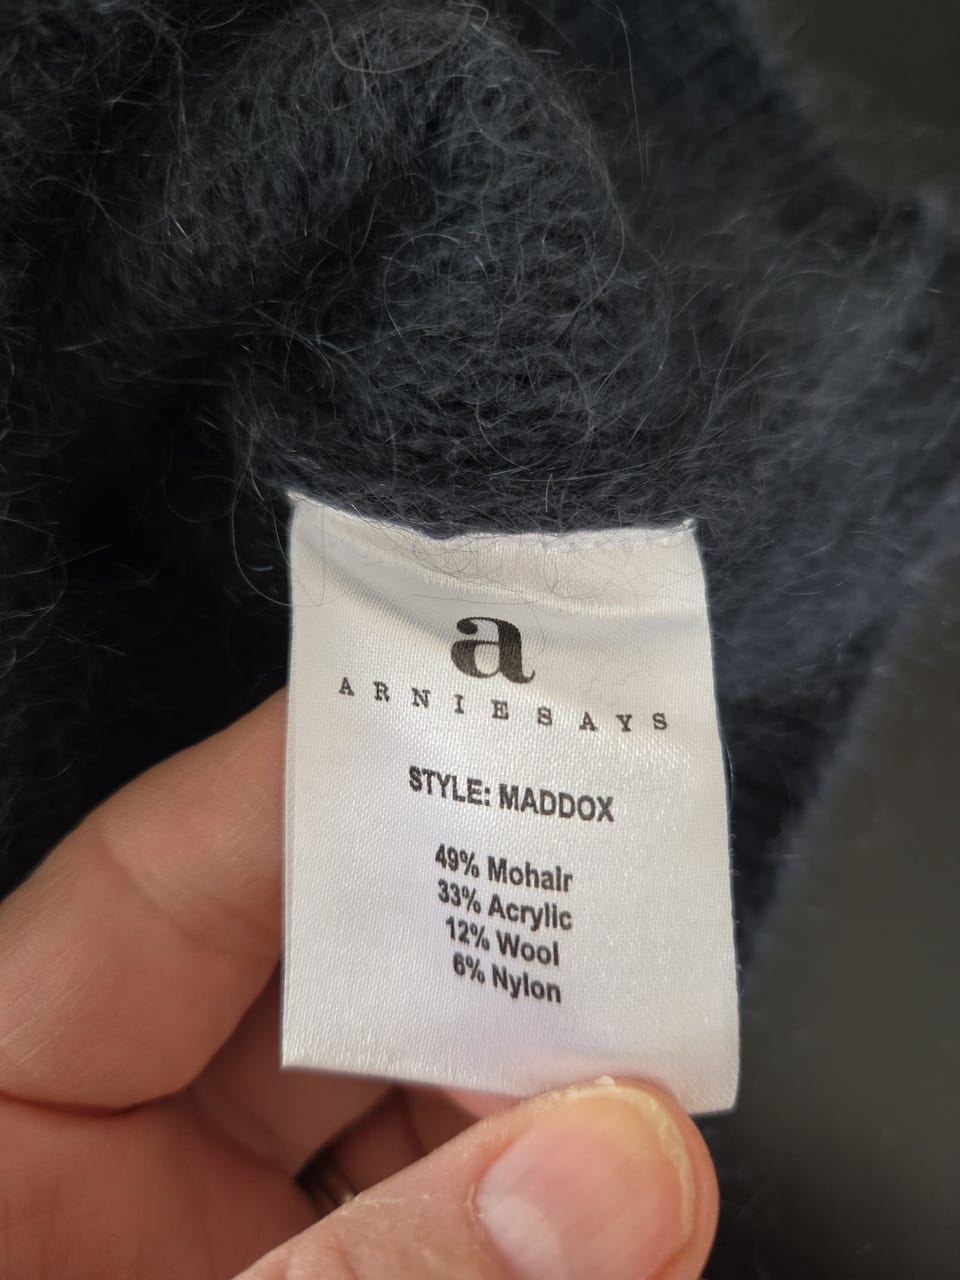 a
ARNIESAYS
STYLE: MADDOX
49% Mohair
33% Acrylic
12% Wool
6% Nylon